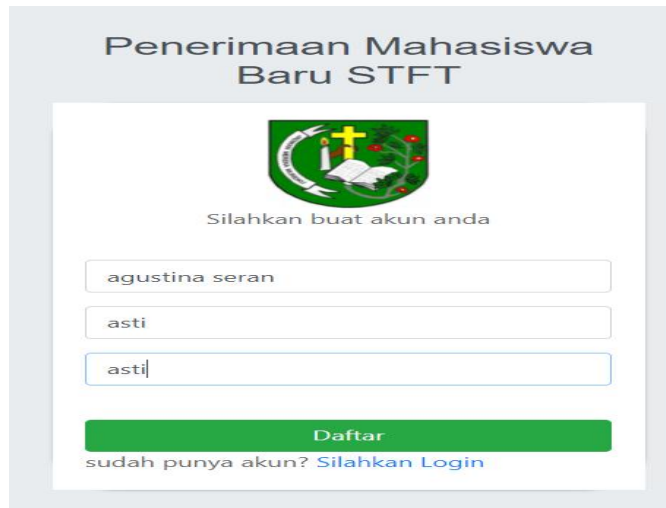 Penerimaan Mahasiswa
Baru STFT
Silahkan buat akun anda
agustina seran
asti
asti
Daftar
sudah punya akun? Silahkan Login